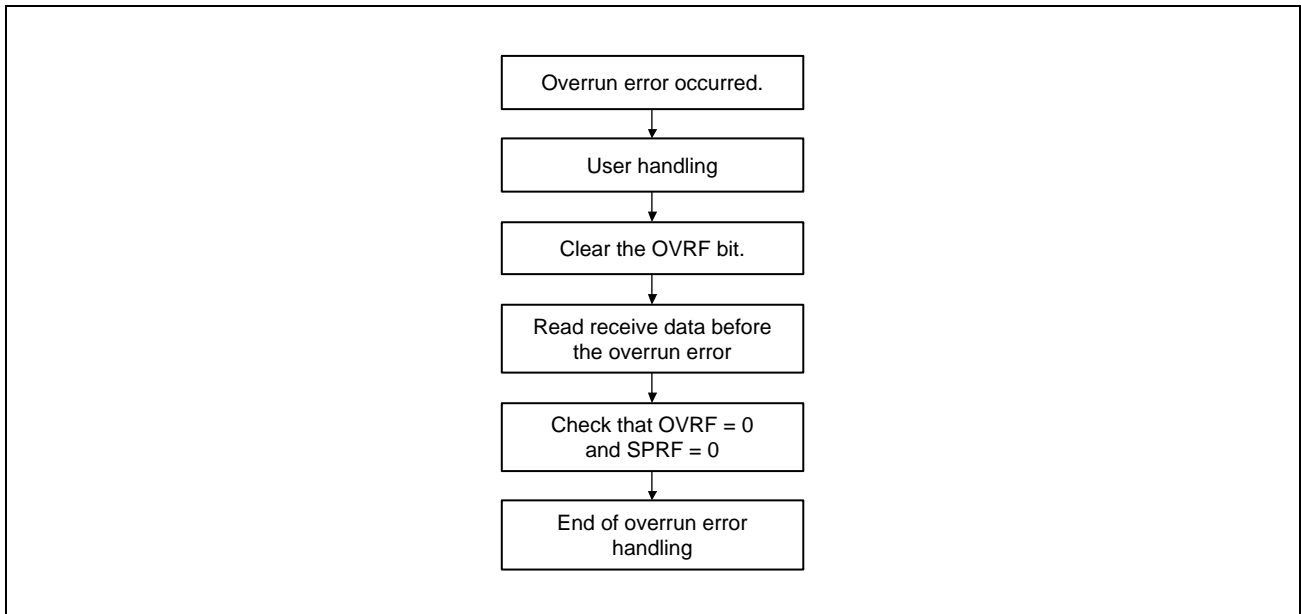 Overrun error occurred.
User handling
Clear the OVRF bit.
Read receive data before
the overrun error
Check that OVRF = 0
and SPRF = 0
End of overrun error
handling